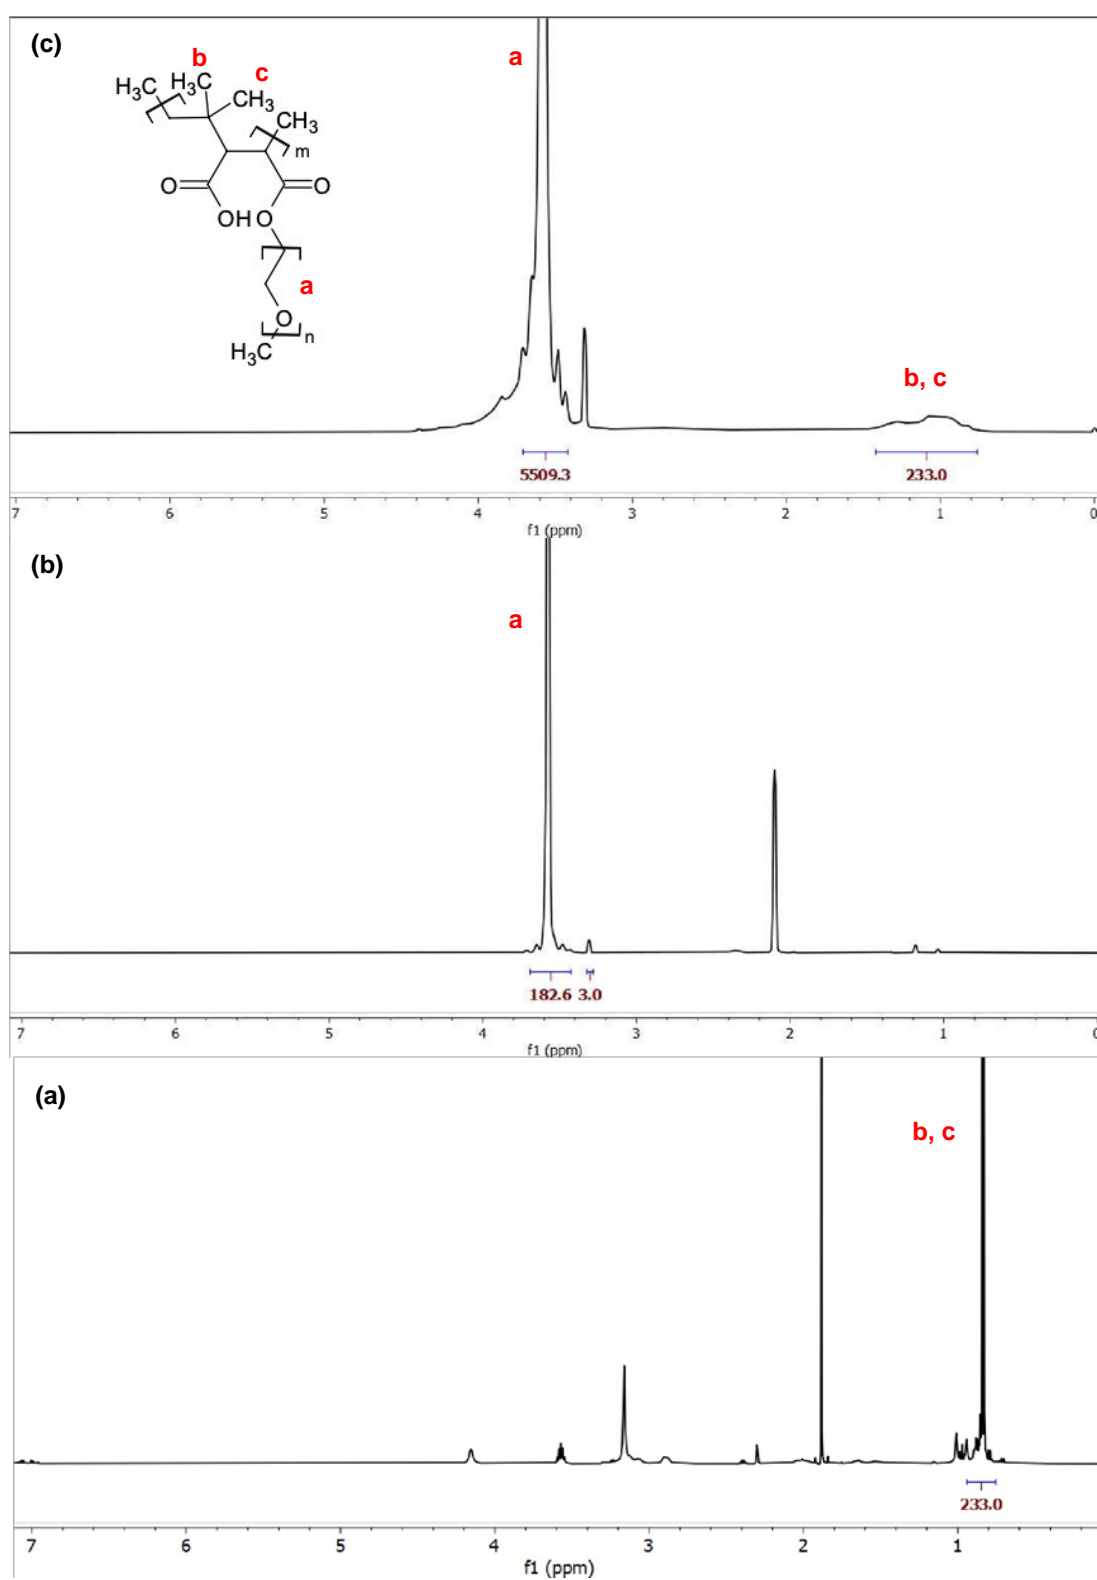 (c)
b
c
H₃C
H₃C
CH₃
CH₃
m
O
O
OH
O
a
O
n
H₃C
a
b, c
5509.3
233.0
7 6 5 4 3 2 1 0
f1 (ppm)
(b)
a
182.6 3.0
7 6 5 4 3 2 1 0
f1 (ppm)
(a)
b, c
233.0
7 6 5 4 3 2 1
f1 (ppm)